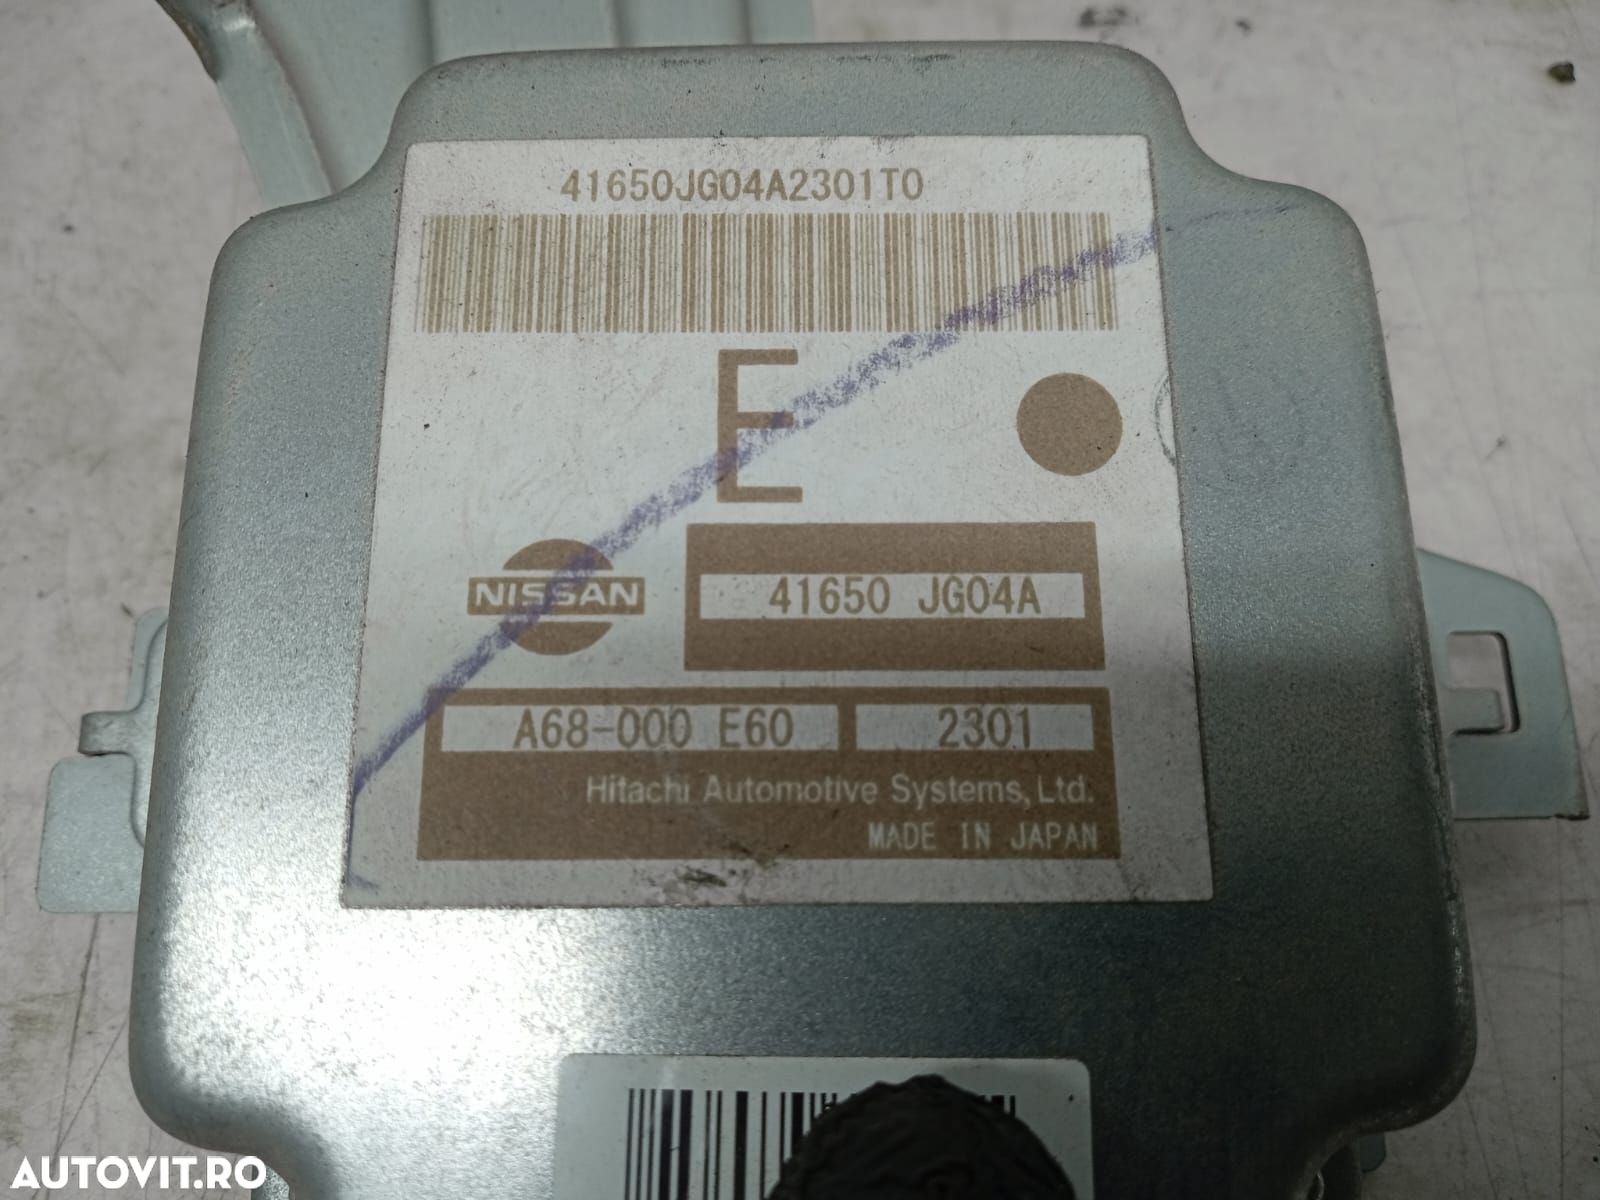 41650JG04A2301T0
E
NISSAN
41650 JG04A
A68-000 E60 2301
Hitachi Automotive Systems, Ltd.
MADE IN JAPAN
AUTOVIT.RO